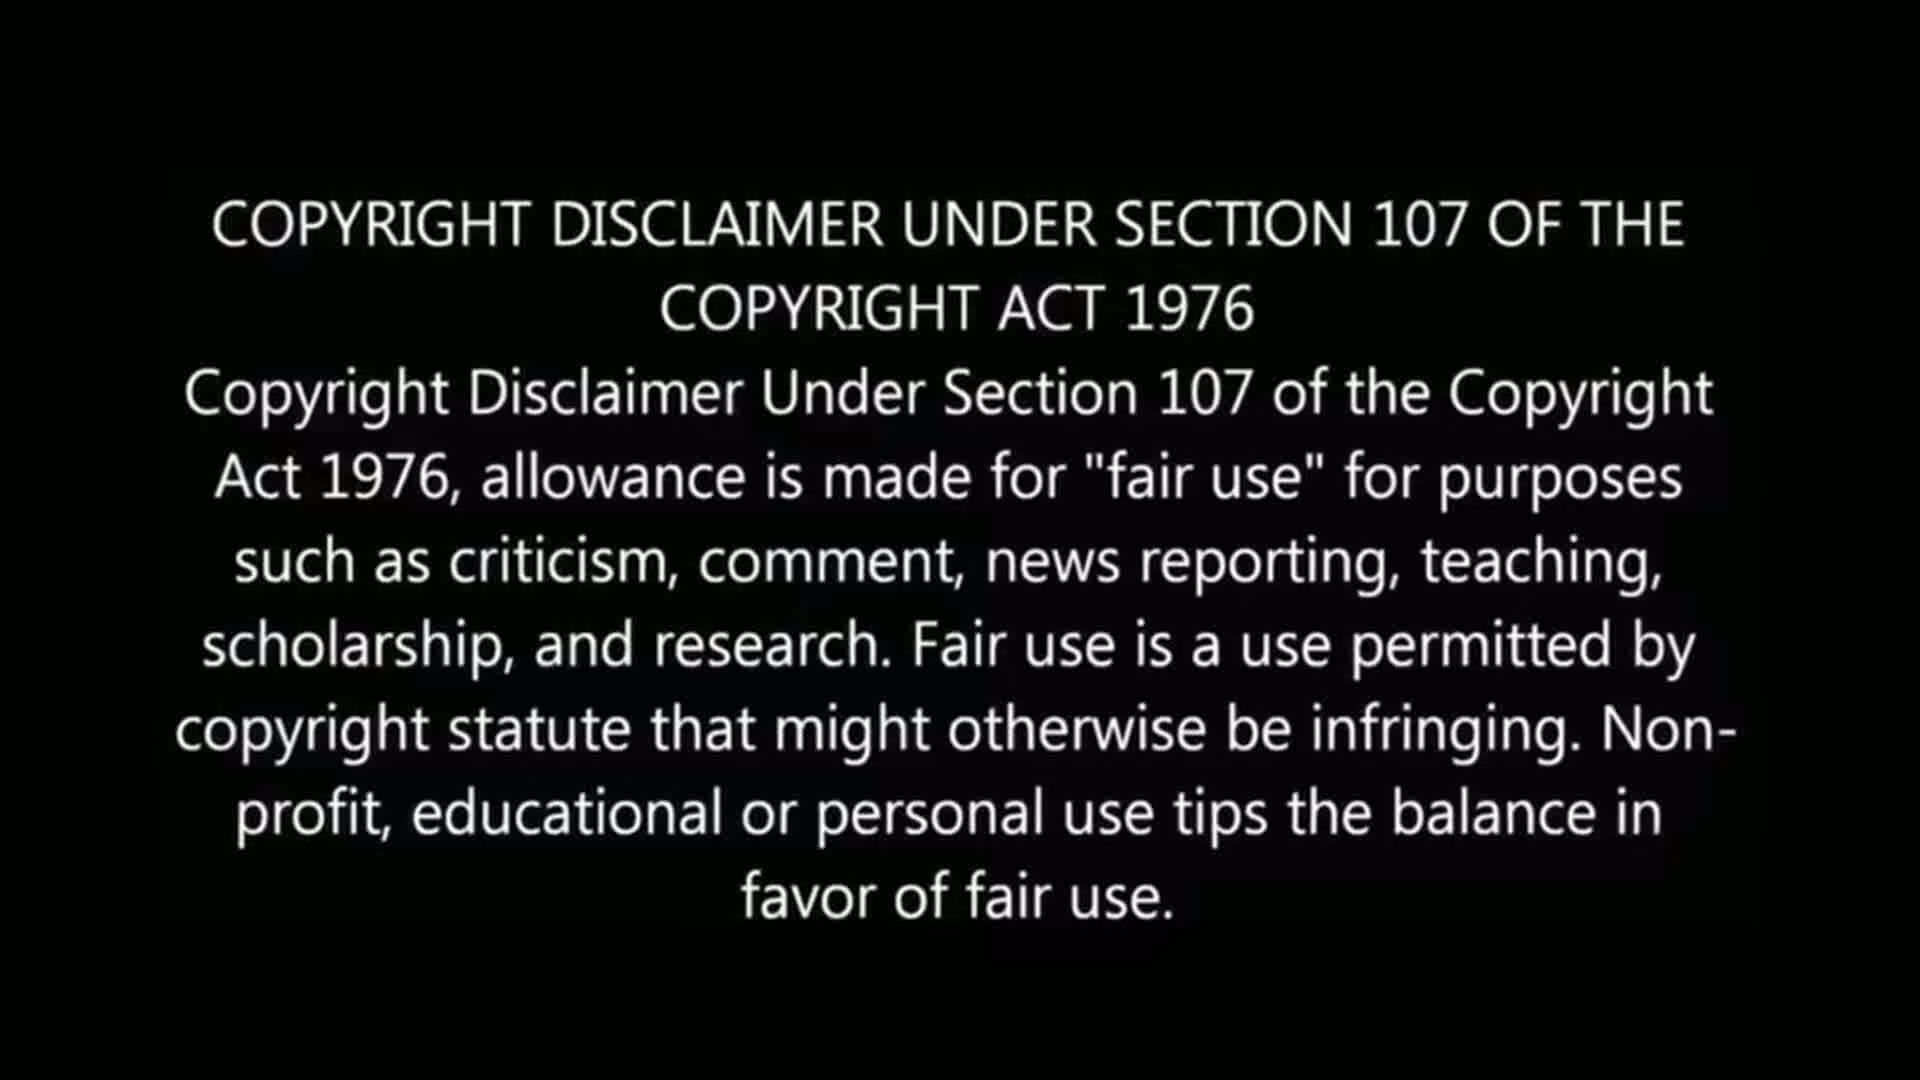 COPYRIGHT DISCLAIMER UNDER SECTION 107 OF THE
COPYRIGHT ACT 1976
Copyright Disclaimer Under Section 107 of the Copyright
Act 1976, allowance is made for "fair use" for purposes
such as criticism, comment, news reporting, teaching,
scholarship, and research. Fair use is a use permitted by
copyright statute that might otherwise be infringing. Non-
profit, educational or personal use tips the balance in
favor of fair use.